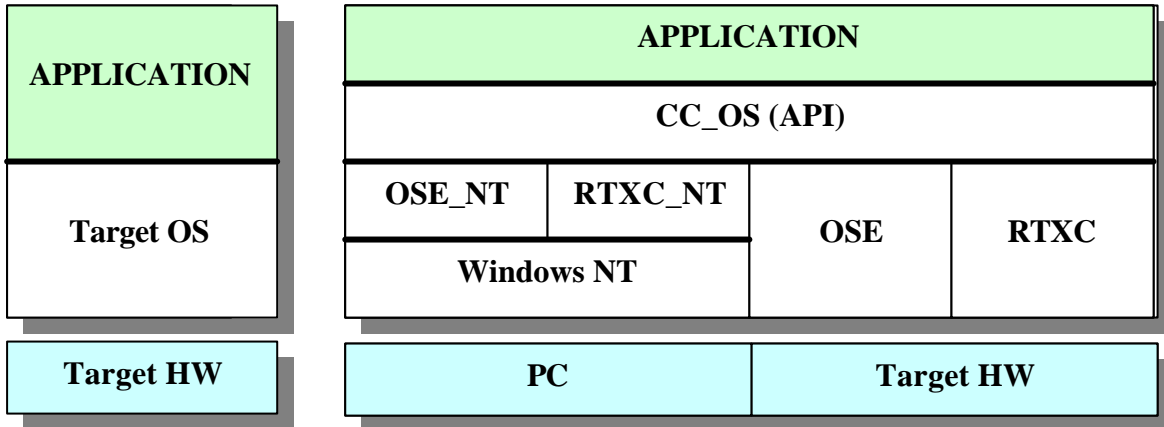 APPLICATION
Target OS
Target HW
APPLICATION
CC_OS (API)
OSE_NT
RTXC_NT
OSE
RTXC
Windows NT
PC
Target HW